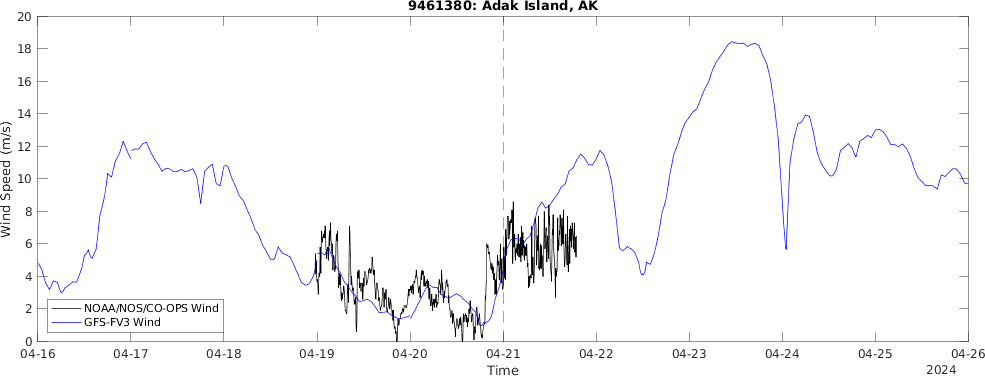 9461380: Adak Island, AK
Wind Speed (m/s)
20
18
16
14
12
10
8
6
4
2
0
NOAA/NOS/CO-OPS Wind
GFS-FV3 Wind
04-16 04-17 04-18 04-19 04-20 04-21 04-22 04-23 04-24 04-25 04-26
Time
2024